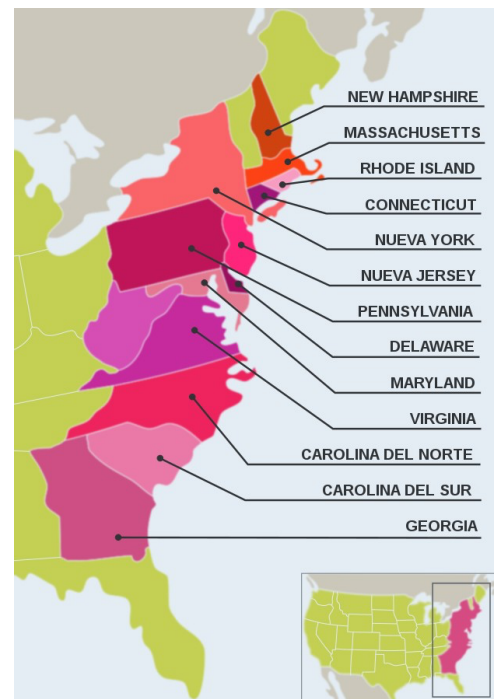 NEW HAMPSHIRE
MASSACHUSETTS
RHODE ISLAND
CONNECTICUT
NUEVA YORK
NUEVA JERSEY
PENNSYLVANIA
DELAWARE
MARYLAND
VIRGINIA
CAROLINA DEL NORTE
CAROLINA DEL SUR
GEORGIA